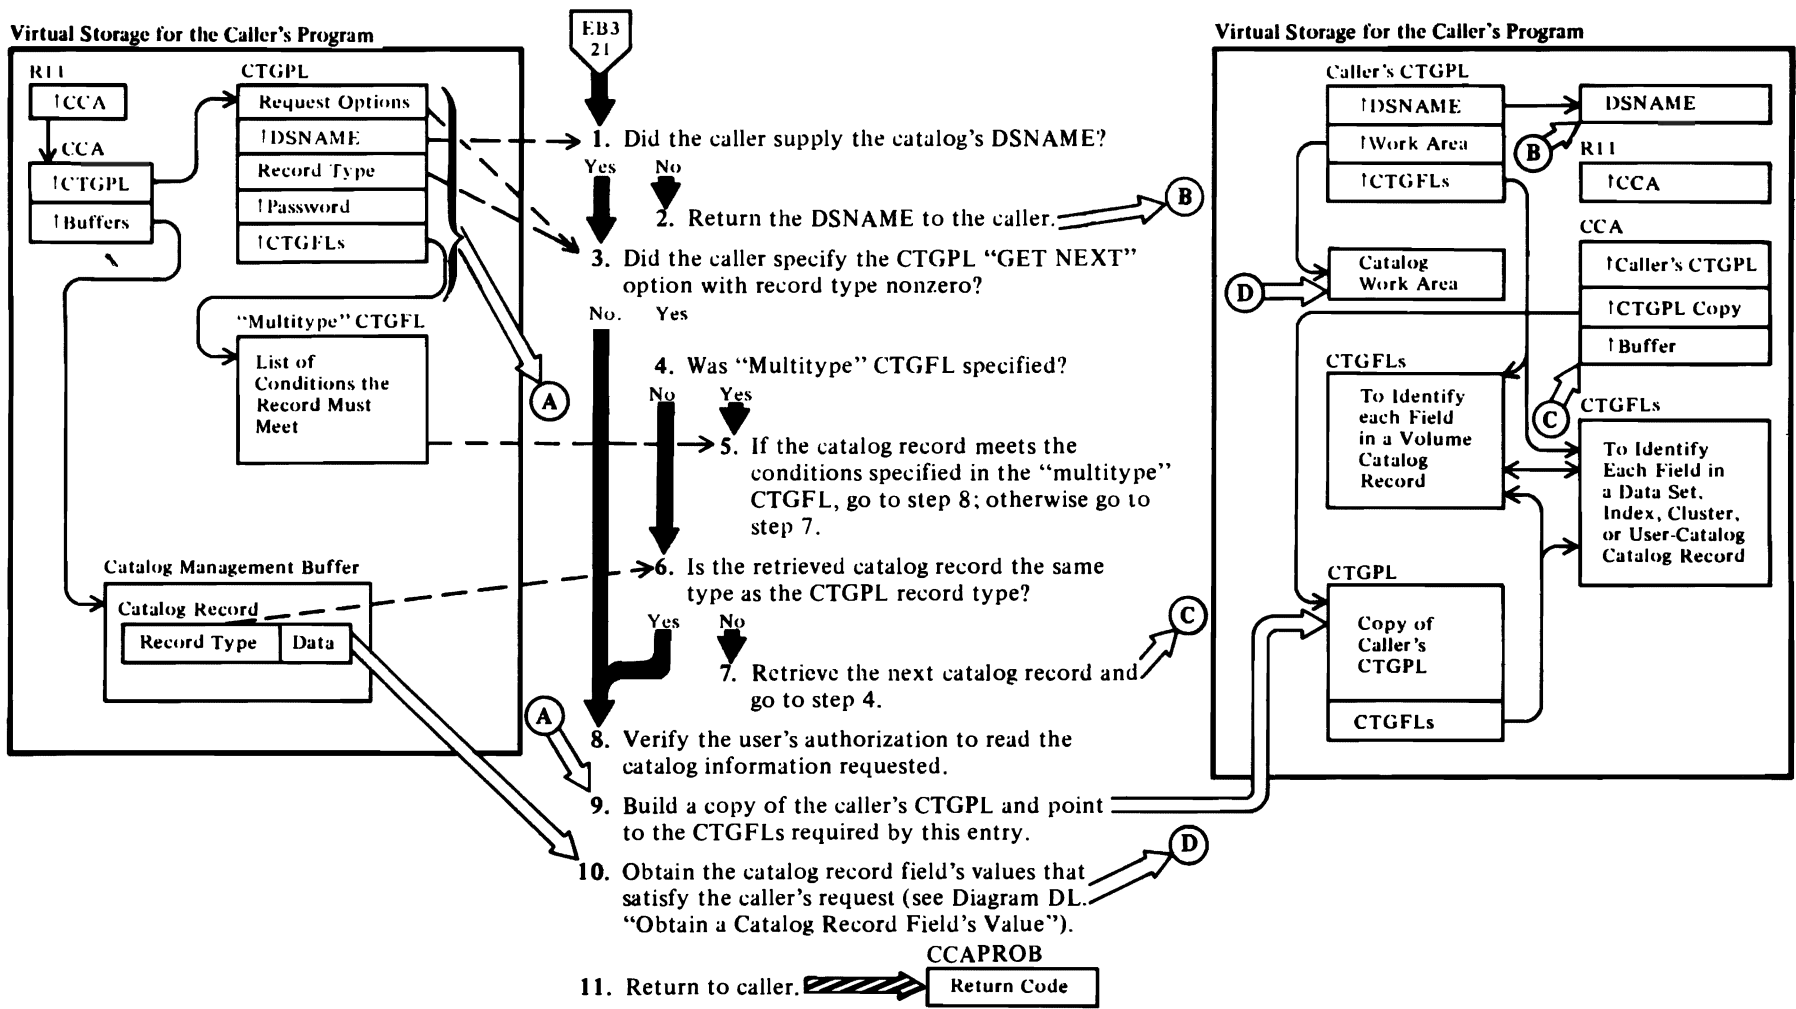 Virtual Storage for the Caller's Program
R11
↑CCA
CCA
↑CTGPL
↑Buffers
CTGPL
Request Options
↑DSNAME
Record Type
↑Password
↑CTGFLs
"Multitype" CTGFL
List of
Conditions the
Record Must
Meet
A
Catalog Management Buffer
Catalog Record
Record Type
Data
EB3
21
1. Did the caller supply the catalog's DSNAME?
Yes No
2. Return the DSNAME to the caller.
B
3. Did the caller specify the CTGPL "GET NEXT"
option with record type nonzero?
No. Yes
4. Was "Multitype" CTGFL specified?
No Yes
5. If the catalog record meets the
conditions specified in the "multitype"
CTGFL, go to step 8; otherwise go to
step 7.
6. Is the retrieved catalog record the same
type as the CTGPL record type?
Yes No
C
7. Retrieve the next catalog record and
go to step 4.
A
8. Verify the user's authorization to read the
catalog information requested.
9. Build a copy of the caller's CTGPL and point
to the CTGFLs required by this entry.
D
10. Obtain the catalog record field's values that
satisfy the caller's request (see Diagram DL.
"Obtain a Catalog Record Field's Value").
CCAPROB
11. Return to caller.
Return Code
Virtual Storage for the Caller's Program
Caller's CTGPL
↑DSNAME
↑Work Area
↑CTGFLs
DSNAME
B
R11
↑CCA
CCA
↑Caller's CTGPL
↑CTGPL Copy
↑Buffer
D
Catalog
Work Area
C
CTGFLs
To Identify
each Field
in a Volume
Catalog
Record
CTGFLs
To Identify
Each Field in
a Data Set,
Index, Cluster,
or User-Catalog
Catalog Record
CTGPL
Copy of
Caller's
CTGPL
CTGFLs